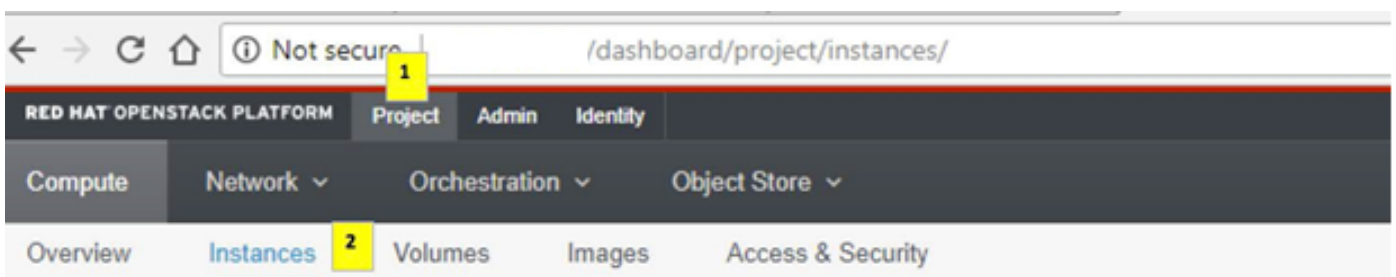 Not secure /dashboard/project/instances/
1
RED HAT OPENSTACK PLATFORM Project Admin Identity
Compute Network Orchestration Object Store
Overview Instances 2 Volumes Images Access & Security